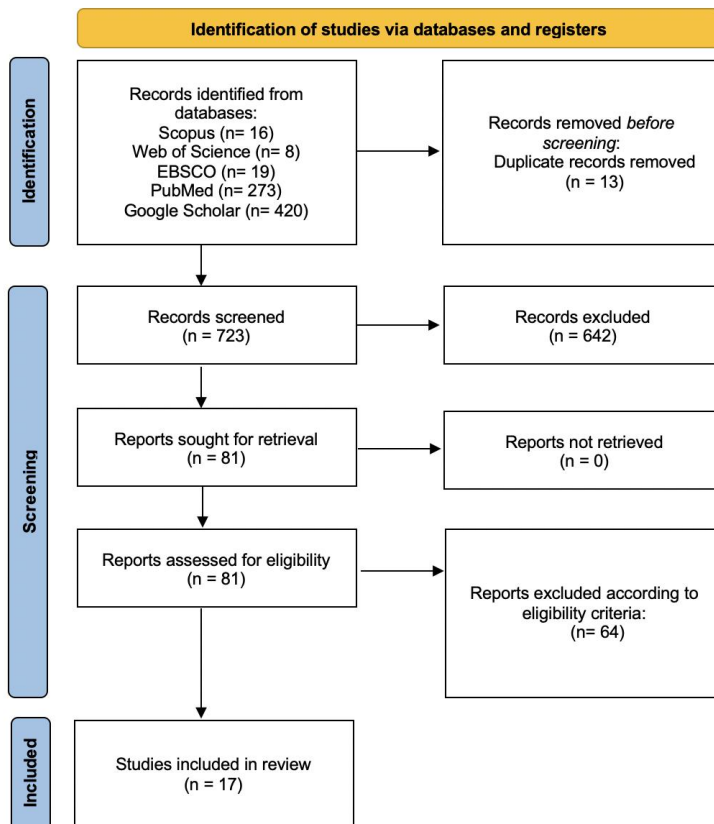 Identification of studies via databases and registers
Identification
Records identified from
databases:
Scopus (n= 16)
Web of Science (n= 8)
EBSCO (n= 19)
PubMed (n= 273)
Google Scholar (n= 420)
Records removed before
screening:
Duplicate records removed
(n = 13)
Screening
Records screened
(n = 723)
Records excluded
(n = 642)
Reports sought for retrieval
(n = 81)
Reports not retrieved
(n = 0)
Reports assessed for eligibility
(n = 81)
Reports excluded according to
eligibility criteria:
(n= 64)
Included
Studies included in review
(n = 17)